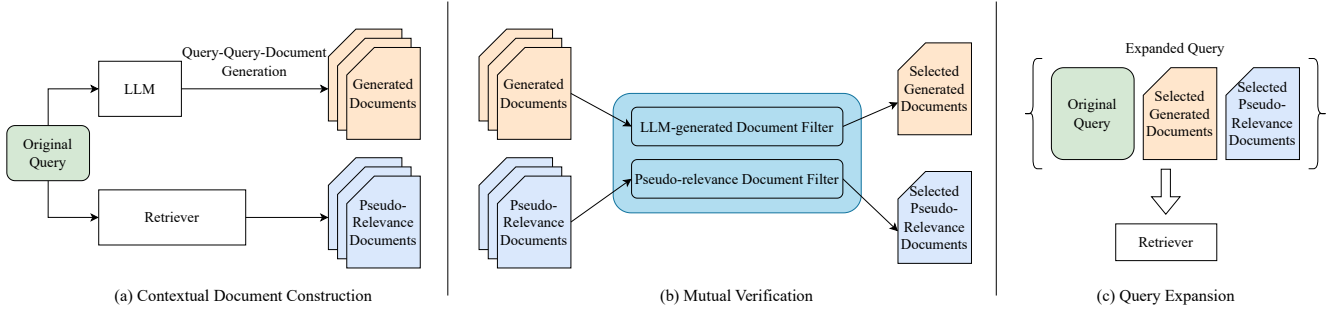 Original
Query
LLM
Query-Query-Document
Generation
Generated
Documents
Retriever
Pseudo-
Relevance
Documents
(a) Contextual Document Construction
Generated
Documents
Pseudo-
Relevance
Documents
LLM-generated Document Filter
Pseudo-relevance Document Filter
Selected
Generated
Documents
Selected
Pseudo-
Relevance
Documents
(b) Mutual Verification
Expanded Query
Original
Query
Selected
Generated
Documents
Selected
Pseudo-
Relevance
Documents
Retriever
(c) Query Expansion